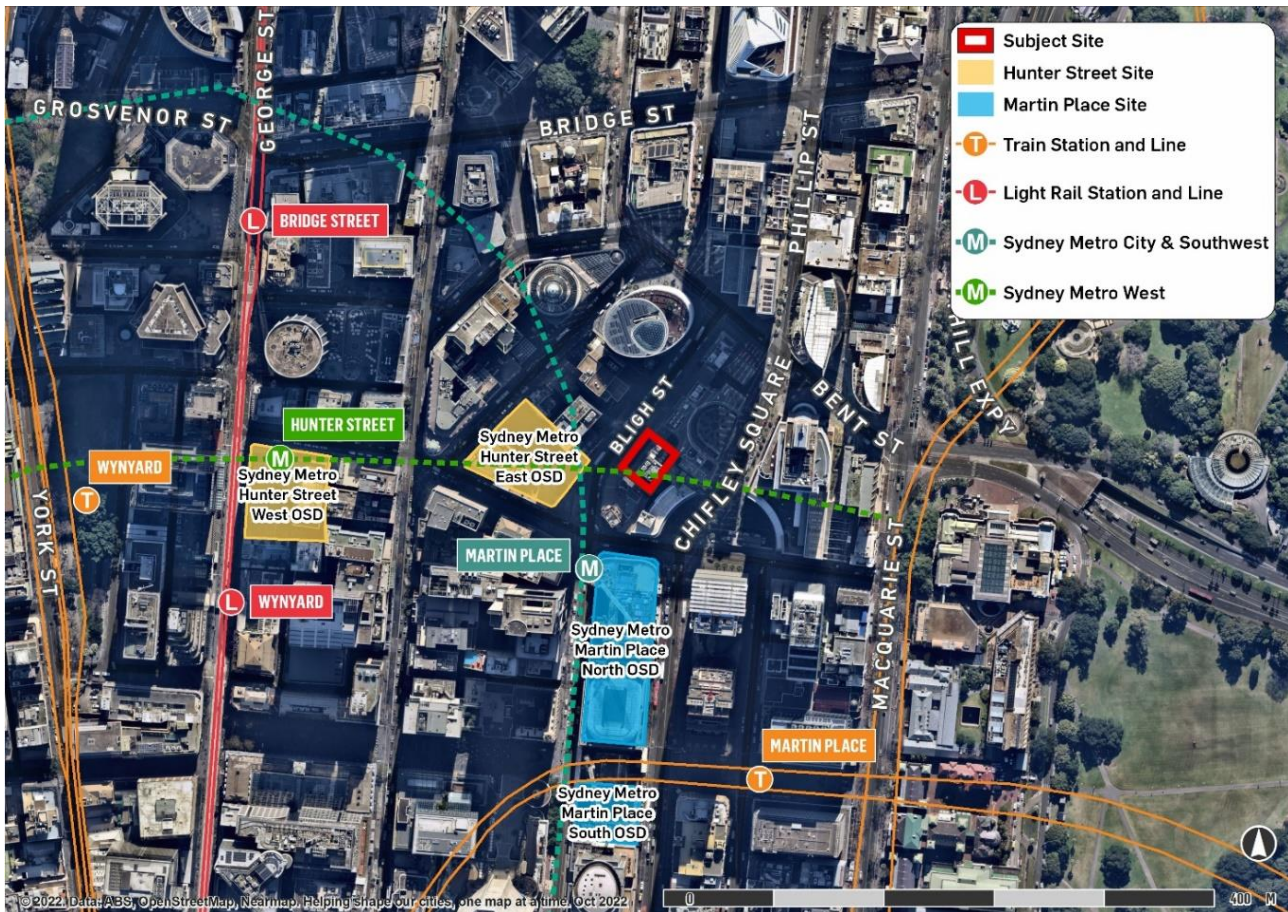 Subject Site
Hunter Street Site
Martin Place Site
T Train Station and Line
L Light Rail Station and Line
M Sydney Metro City & Southwest
M Sydney Metro West
GROSVENOR ST
GEORGE ST
BRIDGE ST
PHILLIP ST
L BRIDGE STREET
HILL EXPY
BENT ST
BLIGH ST
CHIFLEY SQUARE
HUNTER STREET
M
Sydney Metro
Hunter Street
West OSD
Sydney Metro
Hunter Street
East OSD
WYNYARD
T
YORK ST
MARTIN PLACE
M
L WYNYARD
MACQUARIE ST
Sydney Metro
Martin Place
North OSD
MARTIN PLACE
T
Sydney Metro
Martin Place
South OSD
0 400 M
© 2022. Data: ABS, OpenStreetMap, Nearmap. Helping shape our cities, one map at a time. Oct 2022